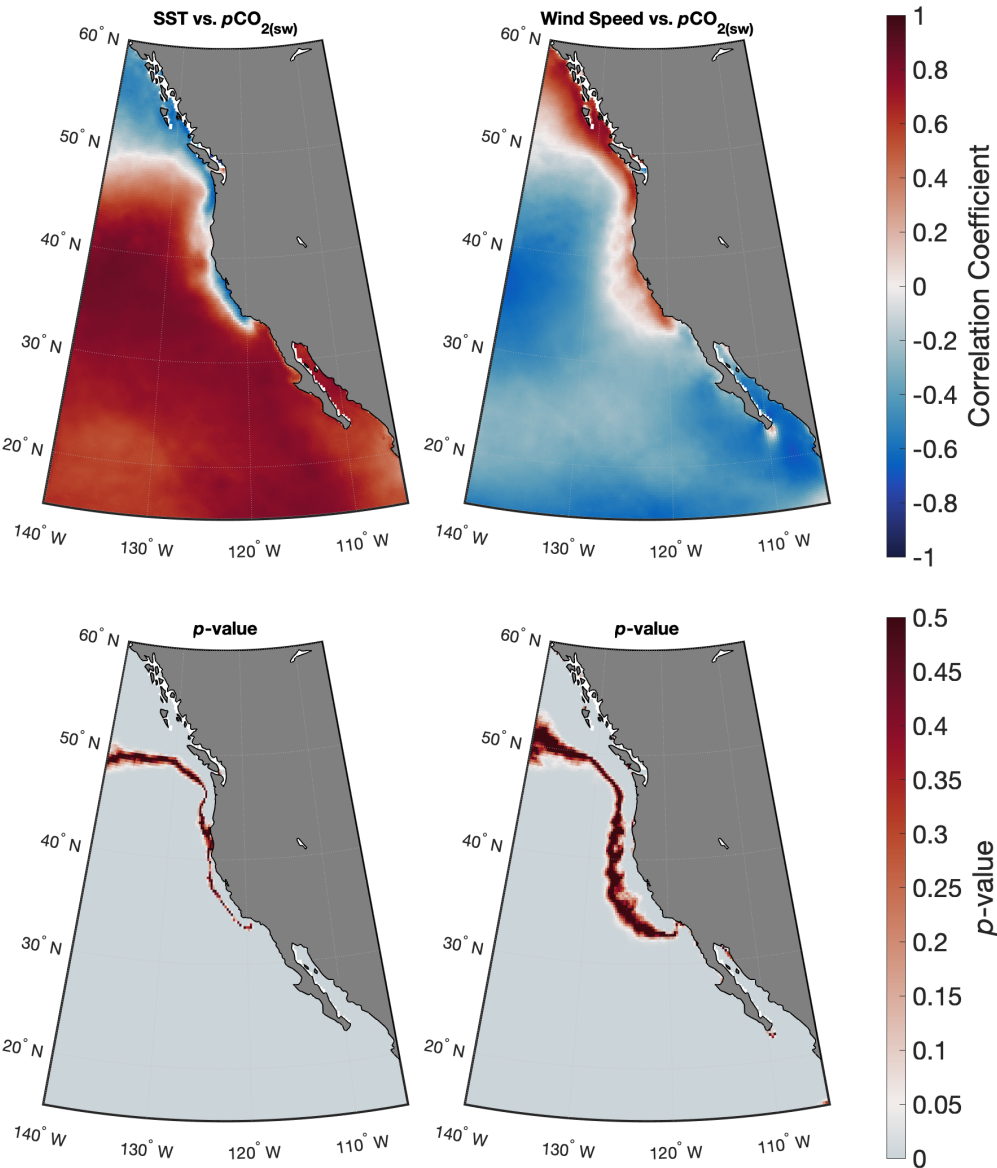 SST vs. pCO2(sw)
Wind Speed vs. pCO2(sw)
60° N
50° N
40° N
30° N
20° N
140° W
130° W
120° W
110° W
60° N
50° N
40° N
30° N
20° N
140° W
130° W
120° W
110° W
1
0.8
0.6
0.4
0.2
0
-0.2
-0.4
-0.6
-0.8
-1
Correlation Coefficient
p-value
p-value
60° N
50° N
40° N
30° N
20° N
140° W
130° W
120° W
110° W
60° N
50° N
40° N
30° N
20° N
140° W
130° W
120° W
110° W
0.5
0.45
0.4
0.35
0.3
0.25
0.2
0.15
0.1
0.05
0
p-value